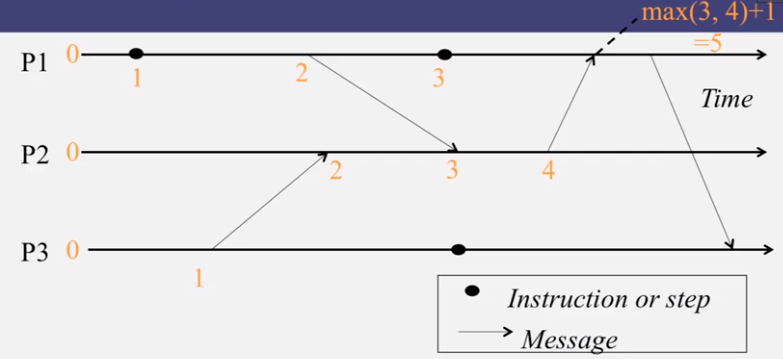 max(3, 4)+1
=5
P1 0
1 2 3
Time
P2 0
2 3 4
P3 0
1
Instruction or step
Message